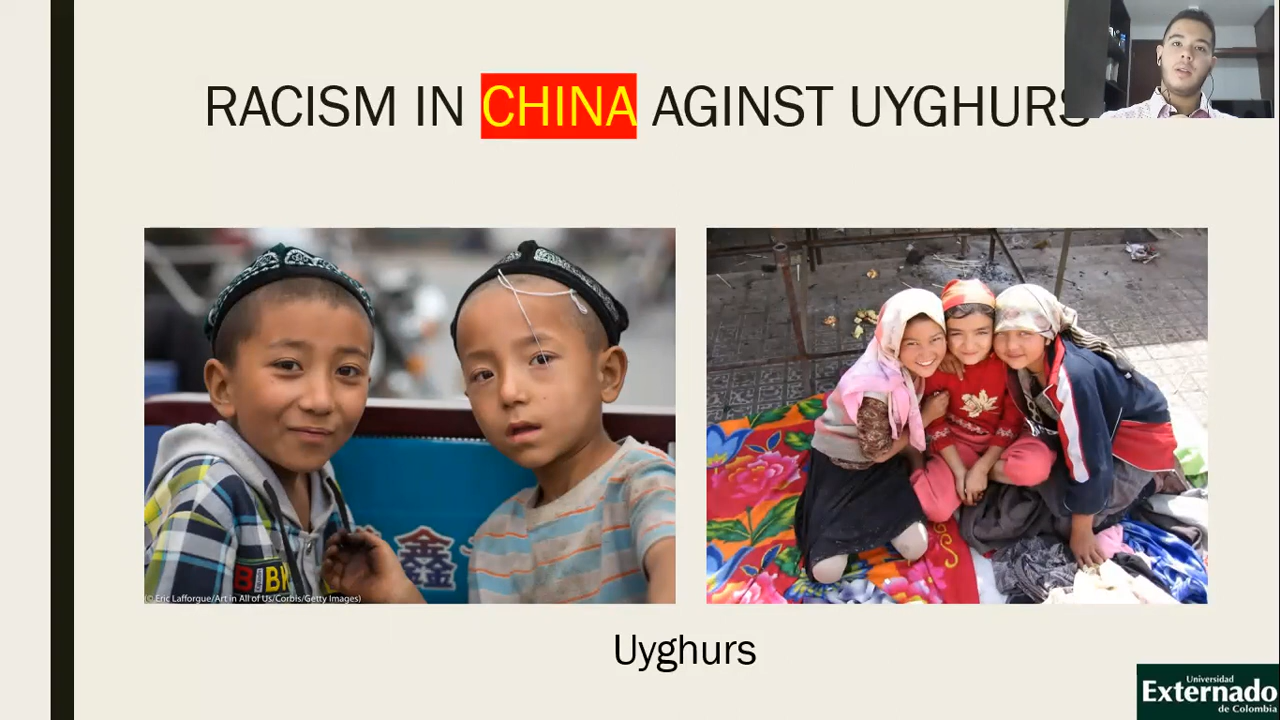 RACISM IN CHINA AGINST UYGHURS
BBK
鑫
(© Eric Lafforgue/Art in All of Us/Corbis/Getty Images)
Uyghurs
Universidad
Externado
de Colombia